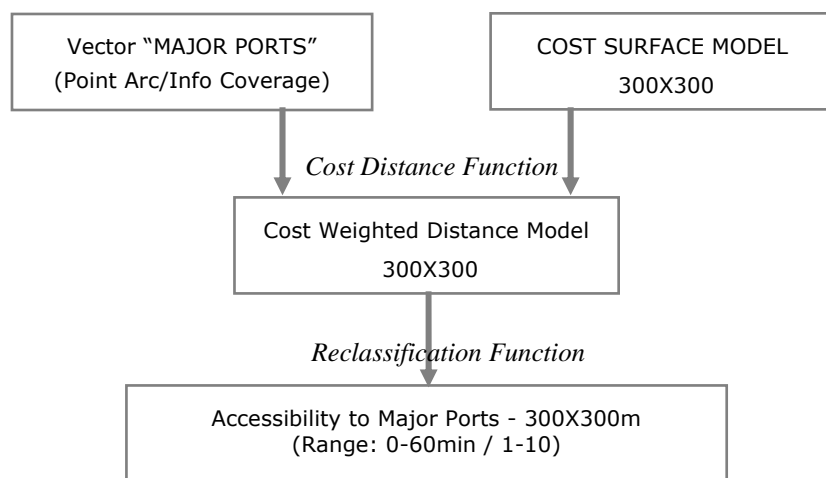 Vector “MAJOR PORTS”
(Point Arc/Info Coverage)
COST SURFACE MODEL
300X300
Cost Distance Function
Cost Weighted Distance Model
300X300
Reclassification Function
Accessibility to Major Ports - 300X300m
(Range: 0-60min / 1-10)